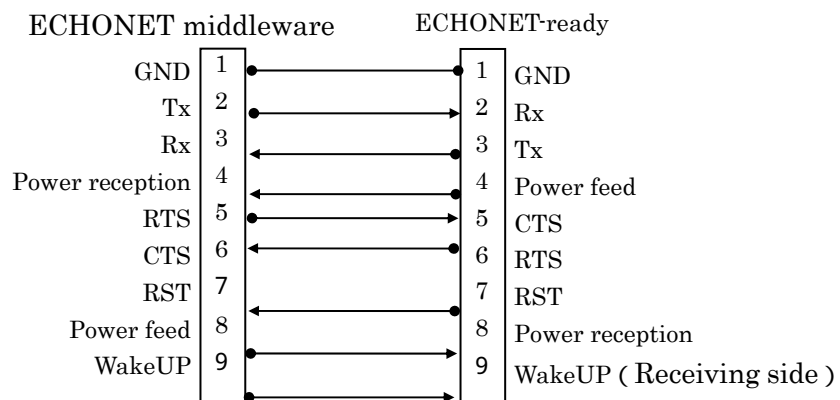 ECHONET middleware ECHONET-ready
GND 1 1 GND
Tx 2 2 Rx
Rx 3 3 Tx
Power reception 4 4 Power feed
RTS 5 5 CTS
CTS 6 6 RTS
RST 7 7 RST
Power feed 8 8 Power reception
WakeUP 9 9 WakeUP ( Receiving side )